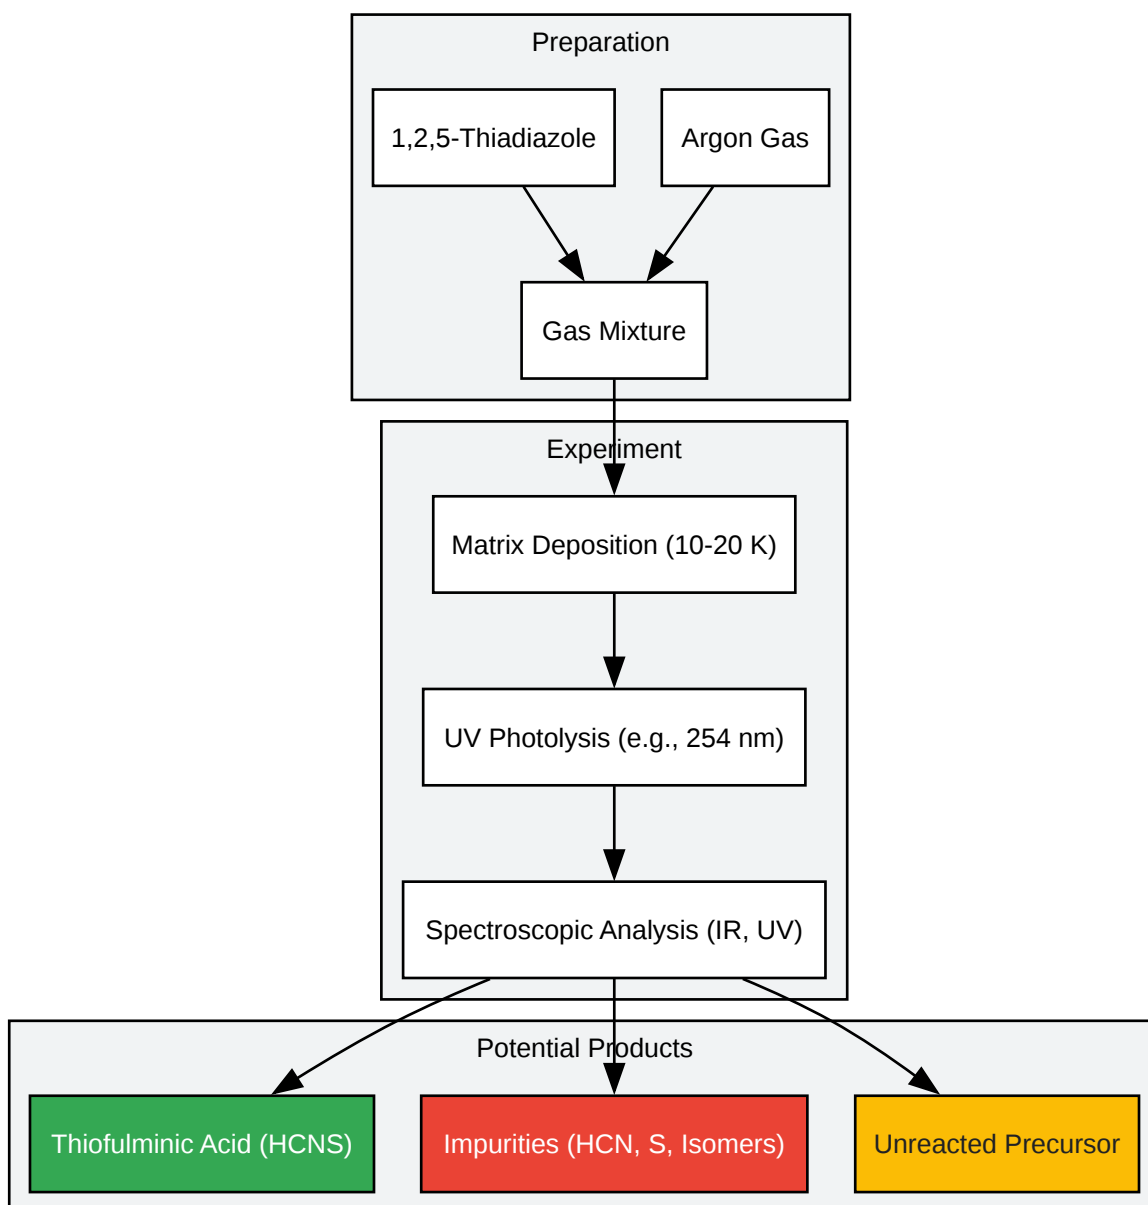 Preparation
1,2,5-Thiadiazole
Argon Gas
Gas Mixture
Experiment
Matrix Deposition (10-20 K)
UV Photolysis (e.g., 254 nm)
Spectroscopic Analysis (IR, UV)
Potential Products
Thiofulminic Acid (HCNS)
Impurities (HCN, S, Isomers)
Unreacted Precursor